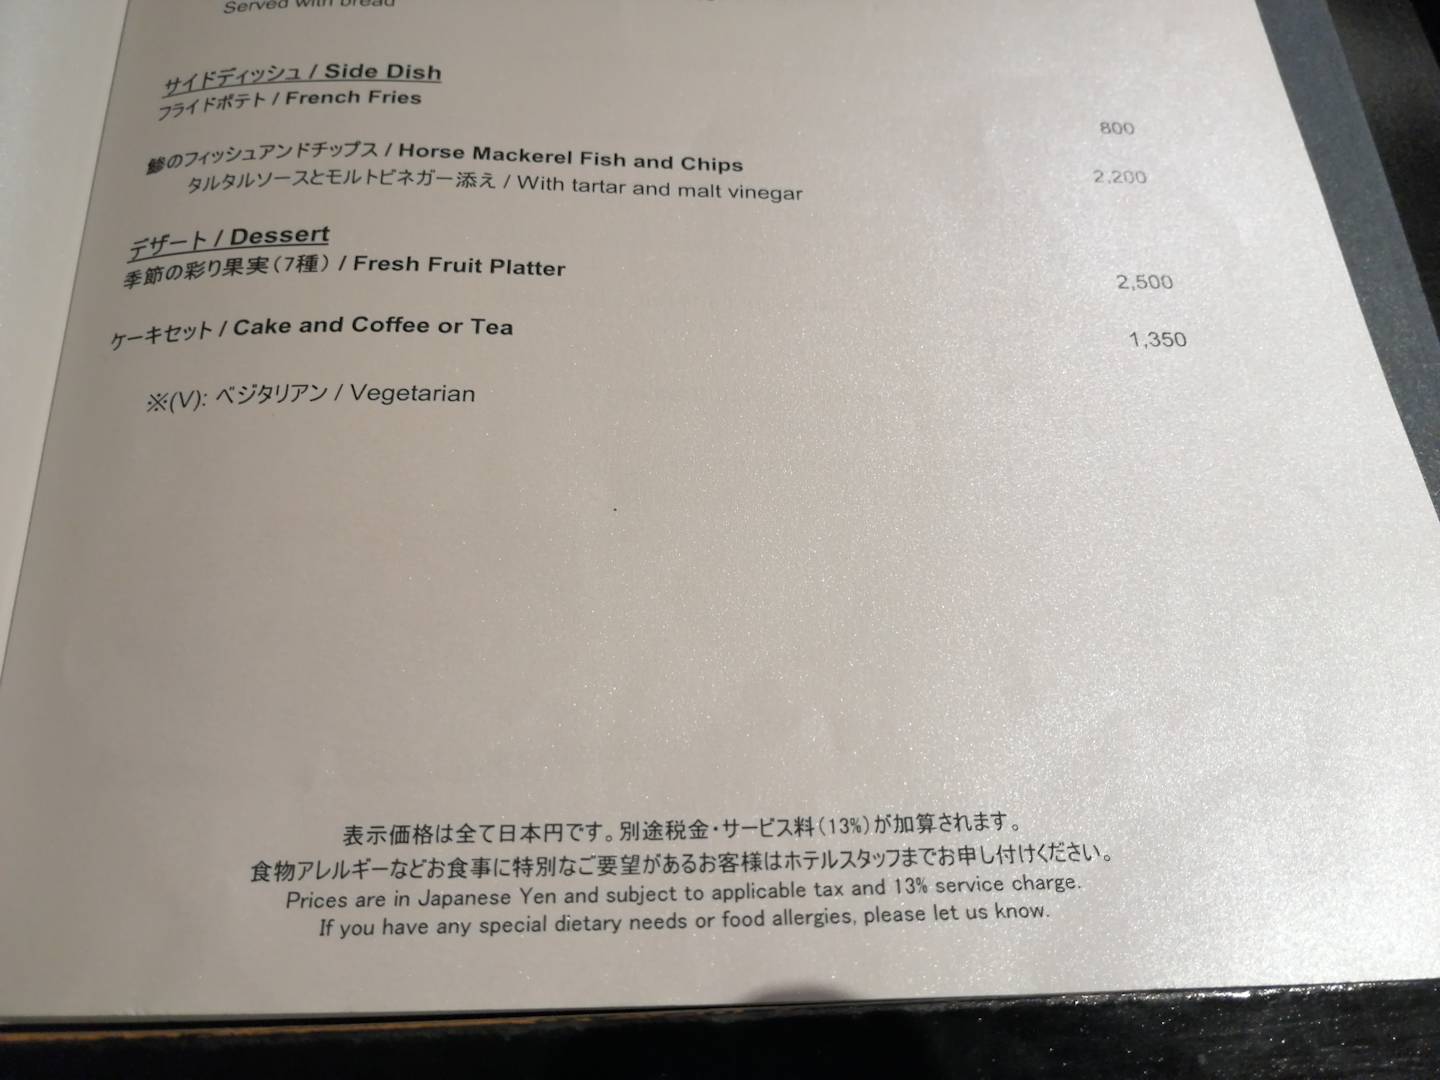 Served with bread
サイドディッシュ / Side Dish
フライドポテト / French Fries
800
鯵のフィッシュアンドチップス / Horse Mackerel Fish and Chips
2,200
タルタルソースとモルトビネガー添え / With tartar and malt vinegar
デザート / Dessert
季節の彩り果実（7種） / Fresh Fruit Platter
2,500
ケーキセット / Cake and Coffee or Tea
1,350
※(V): ベジタリアン / Vegetarian
表示価格は全て日本円です。別途税金・サービス料（13%）が加算されます。
食物アレルギーなどお食事に特別なご要望があるお客様はホテルスタッフまでお申し付けください。
Prices are in Japanese Yen and subject to applicable tax and 13% service charge.
If you have any special dietary needs or food allergies, please let us know.